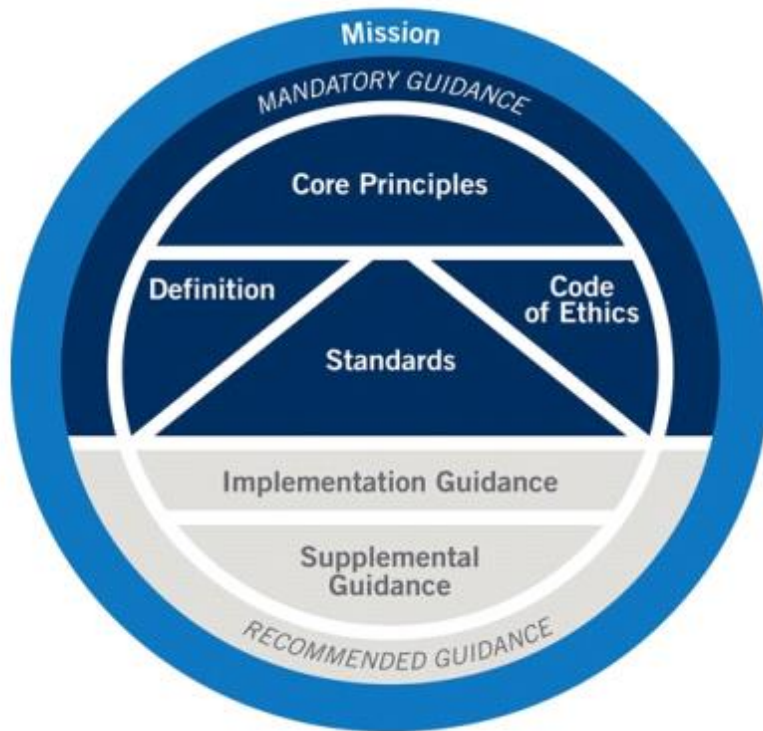 Mission
MANDATORY GUIDANCE
Core Principles
Definition
Code
of Ethics
Standards
Implementation Guidance
Supplemental
Guidance
RECOMMENDED GUIDANCE